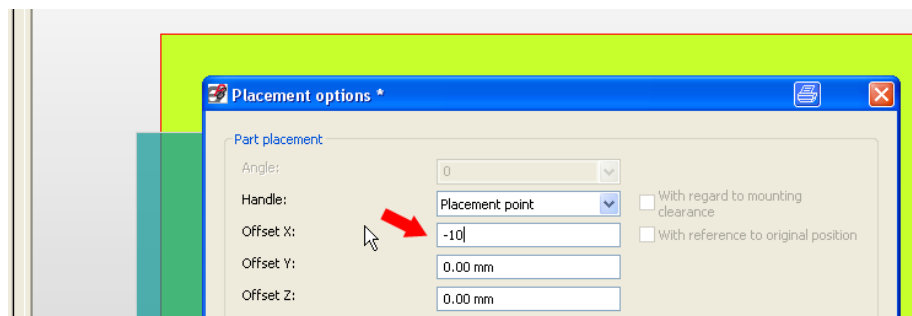 Placement options *
Part placement
Angle:
0
Handle:
Placement point
With regard to mounting
clearance
Offset X:
-10
With reference to original position
Offset Y:
0.00 mm
Offset Z:
0.00 mm